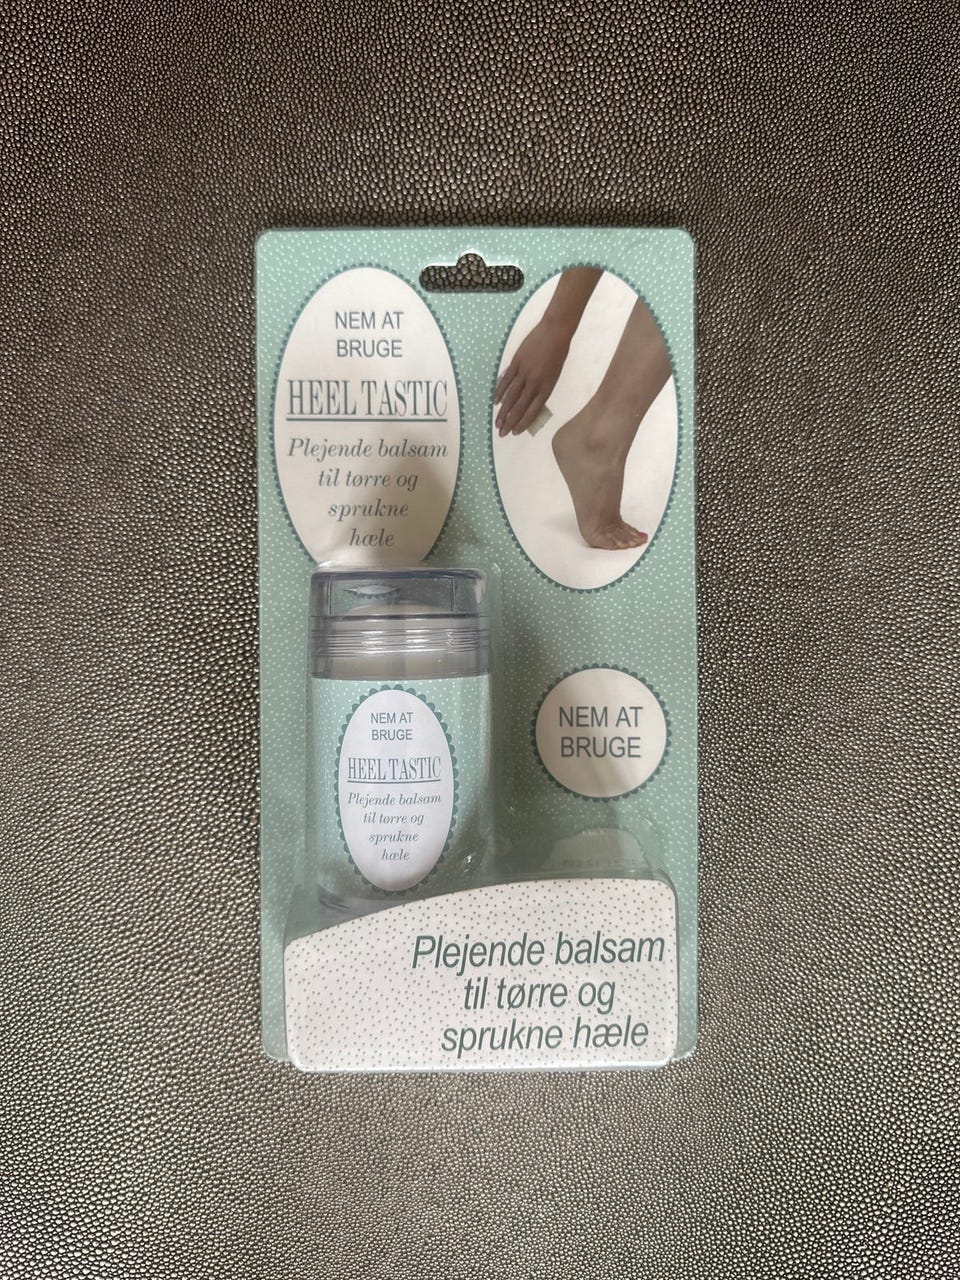 NEM AT
BRUGE
HEEL TASTIC
Plejende balsam
til tørre og
sprukne
hæle
NEM AT
BRUGE
HEEL TASTIC
Plejende balsam
til tørre og
sprukne
hæle
NEM AT
BRUGE
Plejende balsam
til tørre og
sprukne hæle